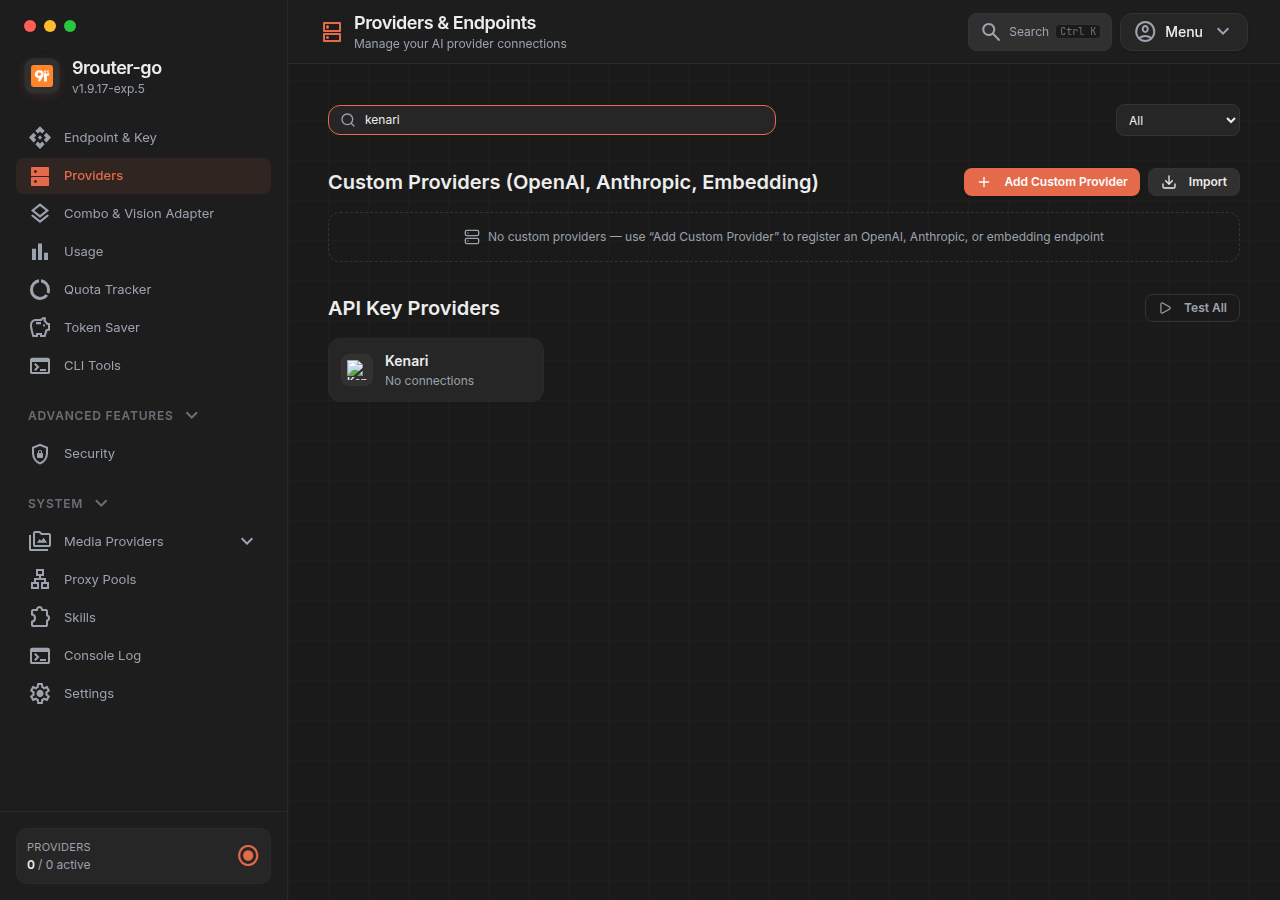 9r
9router-go
v1.9.17-exp.5
Endpoint & Key
Providers
Combo & Vision Adapter
Usage
Quota Tracker
Token Saver
CLI Tools
ADVANCED FEATURES
Security
SYSTEM
Media Providers
Proxy Pools
Skills
Console Log
Settings
PROVIDERS
0 / 0 active
Providers & Endpoints
Manage your AI provider connections
Search Ctrl K
Menu
kenari
All
Custom Providers (OpenAI, Anthropic, Embedding)
Add Custom Provider
Import
No custom providers — use “Add Custom Provider” to register an OpenAI, Anthropic, or embedding endpoint
API Key Providers
Test All
Kenari
No connections